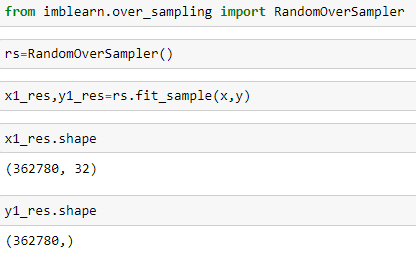 from imblearn.over_sampling import RandomOverSampler
rs=RandomOverSampler()
x1_res,y1_res=rs.fit_sample(x,y)
x1_res.shape
(362780, 32)
y1_res.shape
(362780,)